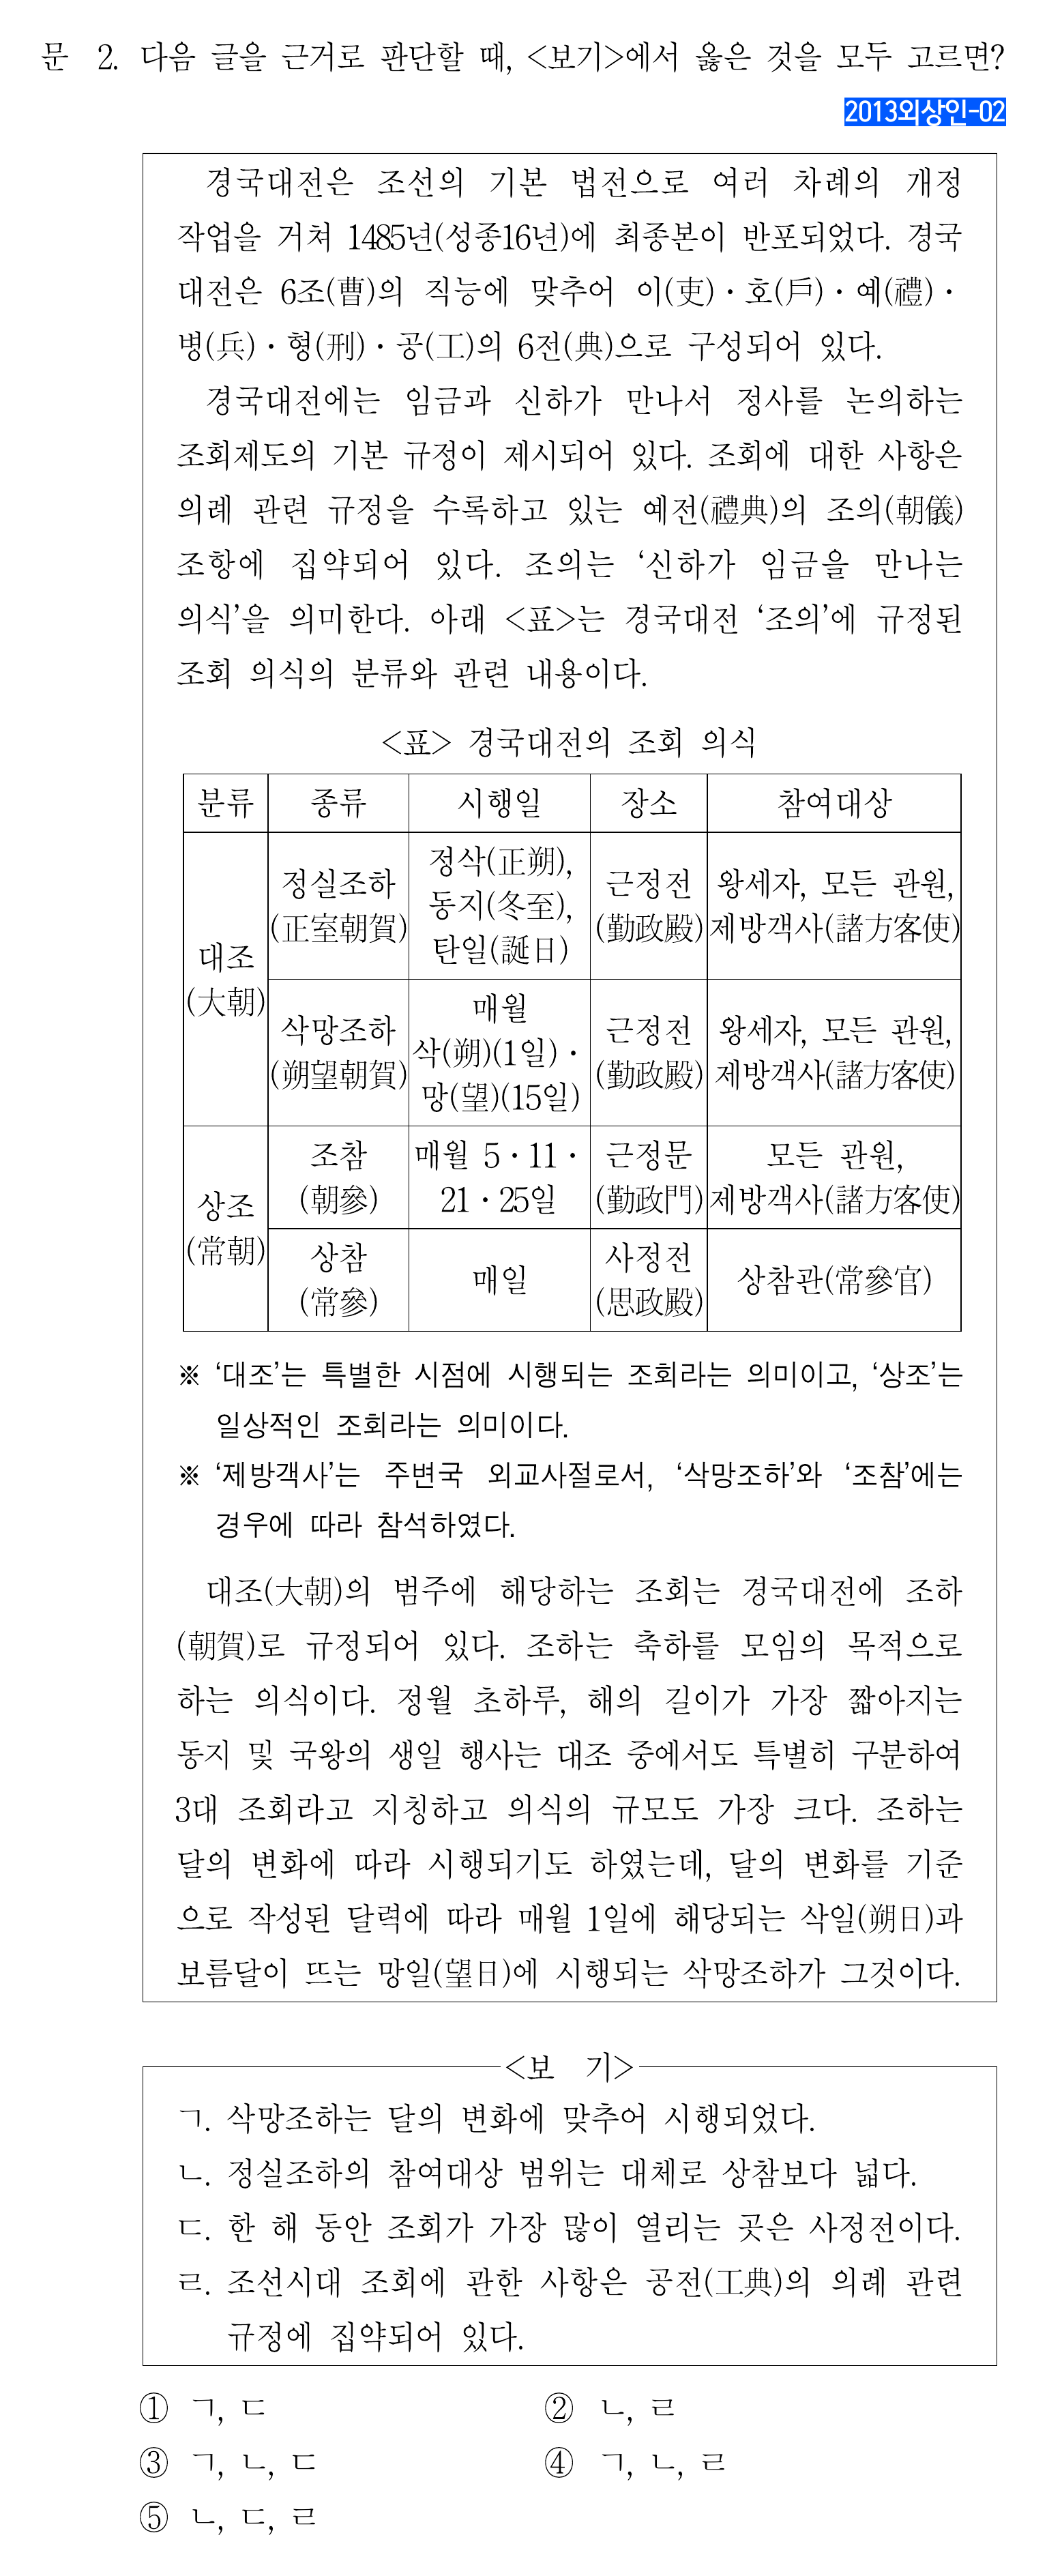 문 2. 다음 글을 근거로 판단할 때, <보기>에서 옳은 것을 모두 고르면?
2013외상인-02
경국대전은 조선의 기본 법전으로 여러 차례의 개정
작업을 거쳐 1485년(성종16년)에 최종본이 반포되었다. 경국
대전은 6조(曹)의 직능에 맞추어 이(吏)·호(戶)·예(禮)·
병(兵)·형(刑)·공(工)의 6전(典)으로 구성되어 있다.
경국대전에는 임금과 신하가 만나서 정사를 논의하는
조회제도의 기본 규정이 제시되어 있다. 조회에 대한 사항은
의례 관련 규정을 수록하고 있는 예전(禮典)의 조의(朝儀)
조항에 집약되어 있다. 조의는 ‘신하가 임금을 만나는
의식’을 의미한다. 아래 <표>는 경국대전 ‘조의’에 규정된
조회 의식의 분류와 관련 내용이다.
<표> 경국대전의 조회 의식
분류 종류 시행일 장소 참여대상
대조
(大朝)
정실조하
(正室朝賀)
정삭(正朔),
동지(冬至),
탄일(誕日)
근정전
(勤政殿)
왕세자, 모든 관원,
제방객사(諸方客使)
삭망조하
(朔望朝賀)
매월
삭(朔)(1일)·
망(望)(15일)
근정전
(勤政殿)
왕세자, 모든 관원,
제방객사(諸方客使)
상조
(常朝)
조참
(朝參)
매월 5·11·
21·25일
근정문
(勤政門)
모든 관원,
제방객사(諸方客使)
상참
(常參)
매일
사정전
(思政殿)
상참관(常參官)
※ ‘대조’는 특별한 시점에 시행되는 조회라는 의미이고, ‘상조’는
일상적인 조회라는 의미이다.
※ ‘제방객사’는 주변국 외교사절로서, ‘삭망조하’와 ‘조참’에는
경우에 따라 참석하였다.
대조(大朝)의 범주에 해당하는 조회는 경국대전에 조하
(朝賀)로 규정되어 있다. 조하는 축하를 모임의 목적으로
하는 의식이다. 정월 초하루, 해의 길이가 가장 짧아지는
동지 및 국왕의 생일 행사는 대조 중에서도 특별히 구분하여
3대 조회라고 지칭하고 의식의 규모도 가장 크다. 조하는
달의 변화에 따라 시행되기도 하였는데, 달의 변화를 기준
으로 작성된 달력에 따라 매월 1일에 해당되는 삭일(朔日)과
보름달이 뜨는 망일(望日)에 시행되는 삭망조하가 그것이다.
<보 기>
ㄱ. 삭망조하는 달의 변화에 맞추어 시행되었다.
ㄴ. 정실조하의 참여대상 범위는 대체로 상참보다 넓다.
ㄷ. 한 해 동안 조회가 가장 많이 열리는 곳은 사정전이다.
ㄹ. 조선시대 조회에 관한 사항은 공전(工典)의 의례 관련
규정에 집약되어 있다.
① ㄱ, ㄷ ② ㄴ, ㄹ
③ ㄱ, ㄴ, ㄷ ④ ㄱ, ㄴ, ㄹ
⑤ ㄴ, ㄷ, ㄹ